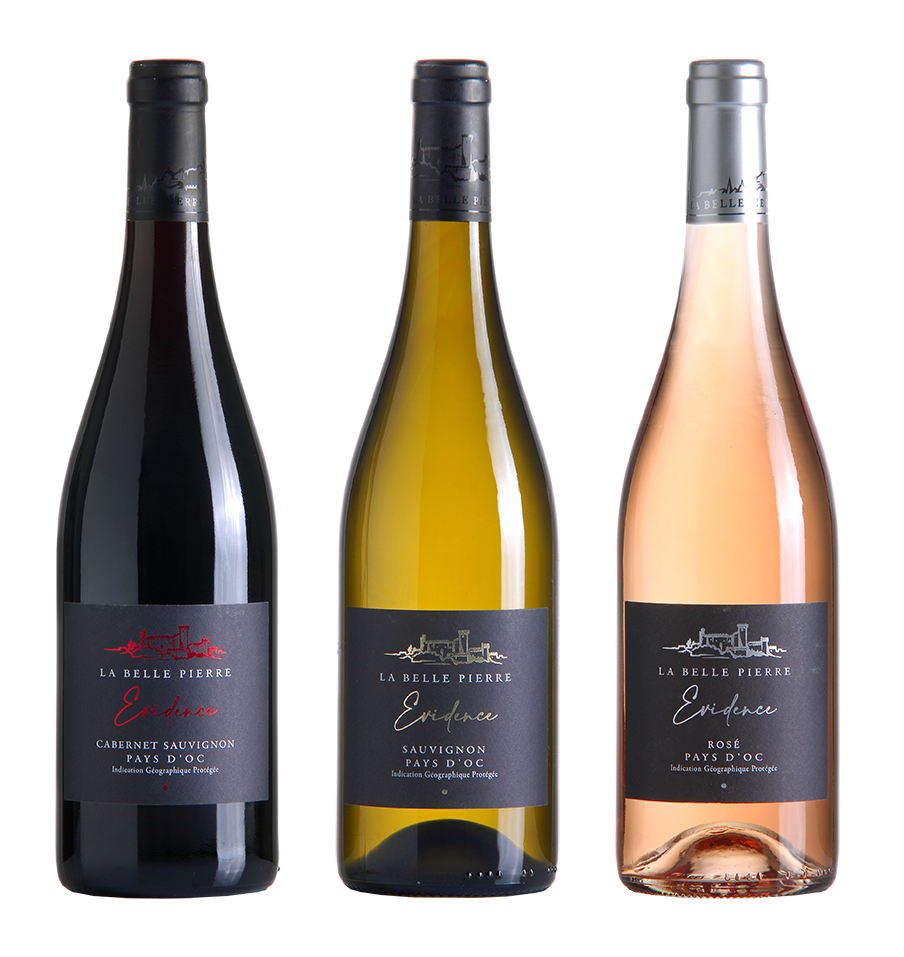 LA BELLE PIERRE
Evidence
CABERNET SAUVIGNON
PAYS D'OC
Indication Géographique Protégée
LA BELLE PIERRE
Evidence
SAUVIGNON
PAYS D'OC
Indication Géographique Protégée
LA BELLE PIERRE
Evidence
ROSÉ
PAYS D'OC
Indication Géographique Protégée